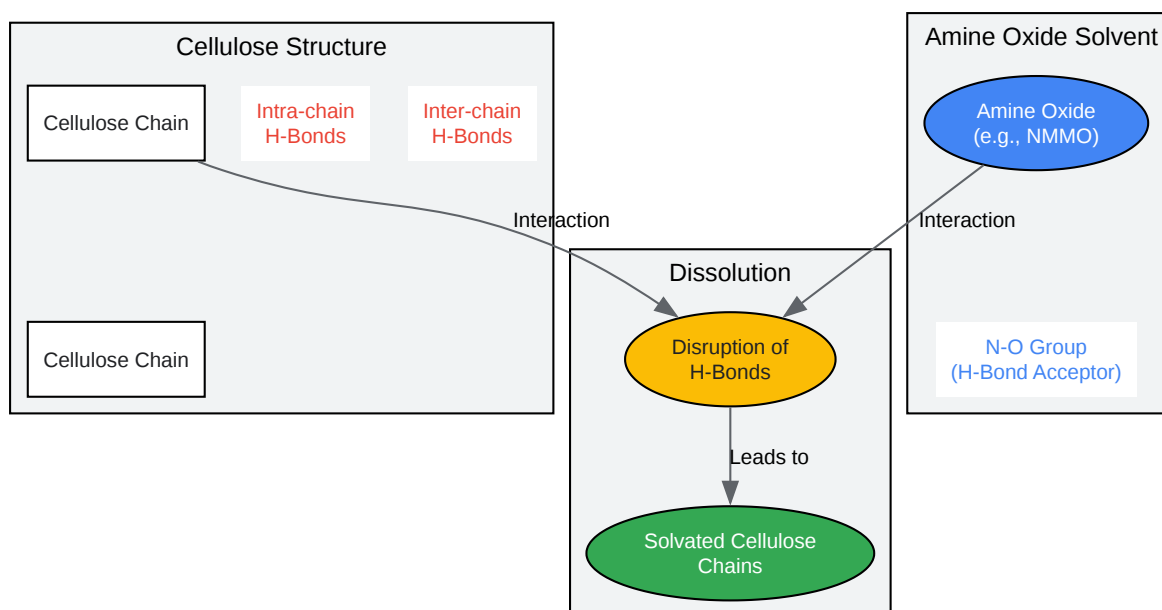 Cellulose Structure
Cellulose Chain
Intra-chain
H-Bonds
Inter-chain
H-Bonds
Cellulose Chain
Interaction
Amine Oxide Solvent
Amine Oxide
(e.g., NMMO)
Interaction
N-O Group
(H-Bond Acceptor)
Dissolution
Disruption of
H-Bonds
Leads to
Solvated Cellulose
Chains